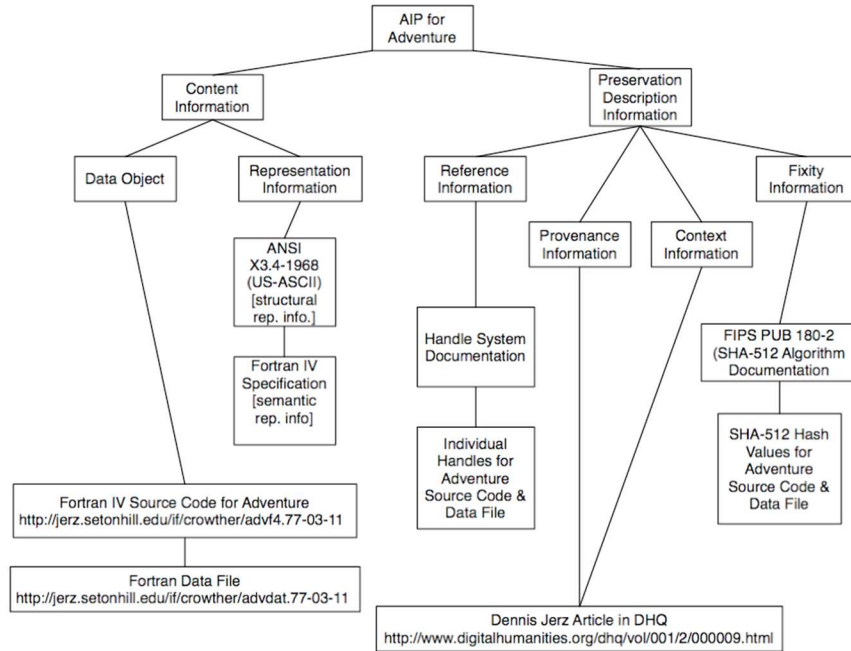 AIP for
Adventure
Content
Information
Preservation
Description
Information
Data Object
Representation
Information
Reference
Information
Fixity
Information
Provenance
Information
Context
Information
ANSI
X3.4-1968
(US-ASCII)
[structural
rep. info.]
Handle System
Documentation
FIPS PUB 180-2
(SHA-512 Algorithm
Documentation
Fortran IV
Specification
[semantic
rep. info]
Individual
Handles for
Adventure
Source Code &
Data File
SHA-512 Hash
Values for
Adventure
Source Code &
Data File
Fortran IV Source Code for Adventure
http://jerz.setonhill.edu/if/crowther/advf4.77-03-11
Fortran Data File
http://jerz.setonhill.edu/if/crowther/advdat.77-03-11
Dennis Jerz Article in DHQ
http://www.digitalhumanities.org/dhq/vol/001/2/000009.html